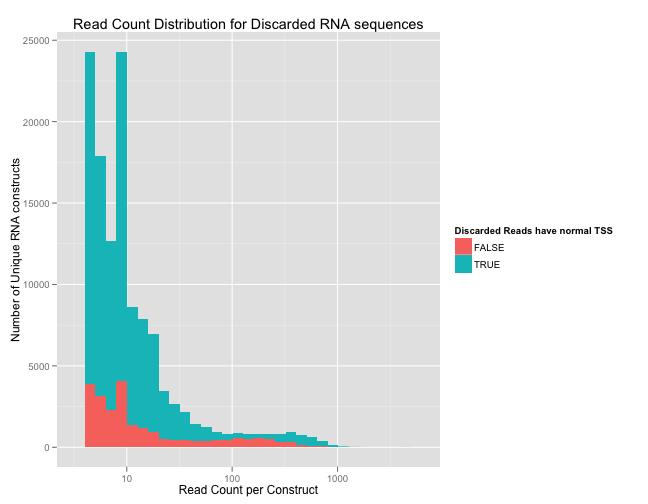 Read Count Distribution for Discarded RNA sequences
25000
20000
15000
10000
5000
0
Number of Unique RNA constructs
10
100
1000
Read Count per Construct
Discarded Reads have normal TSS
FALSE
TRUE